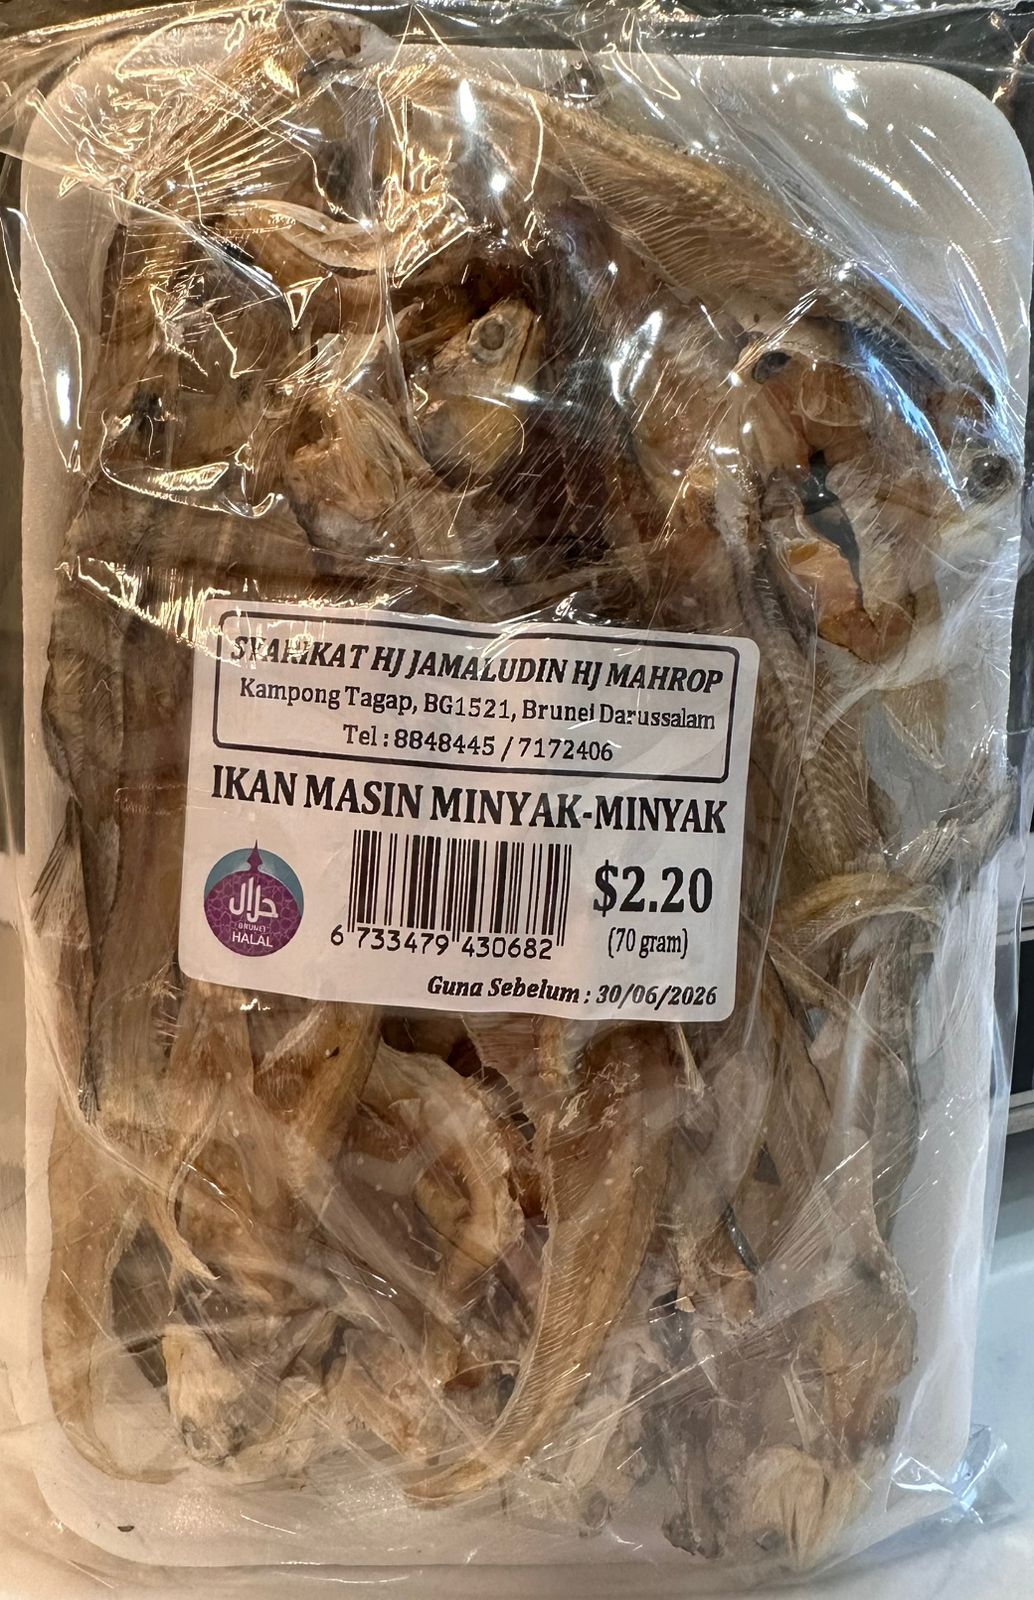 SYAHIKAT HJ JAMALUDIN HJ MAHROP
Kampong Tagap, BG1521, Brunei Darussalam
Tel : 8848445 / 7172406
IKAN MASIN MINYAK-MINYAK
حلال
BRUNEI
HALAL
6 733479 430682
$2.20
(70 gram)
Guna Sebelum : 30/06/2026